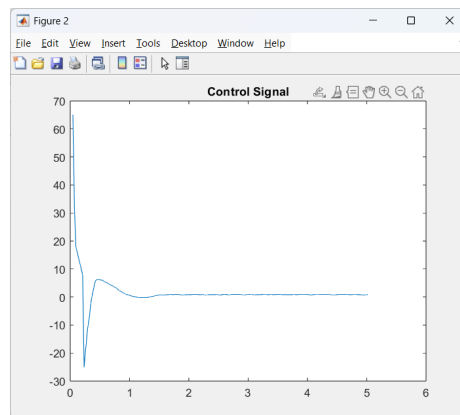 Figure 2
File Edit View Insert Tools Desktop Window Help
Control Signal
70
60
50
40
30
20
10
0
-10
-20
-30
0 1 2 3 4 5 6